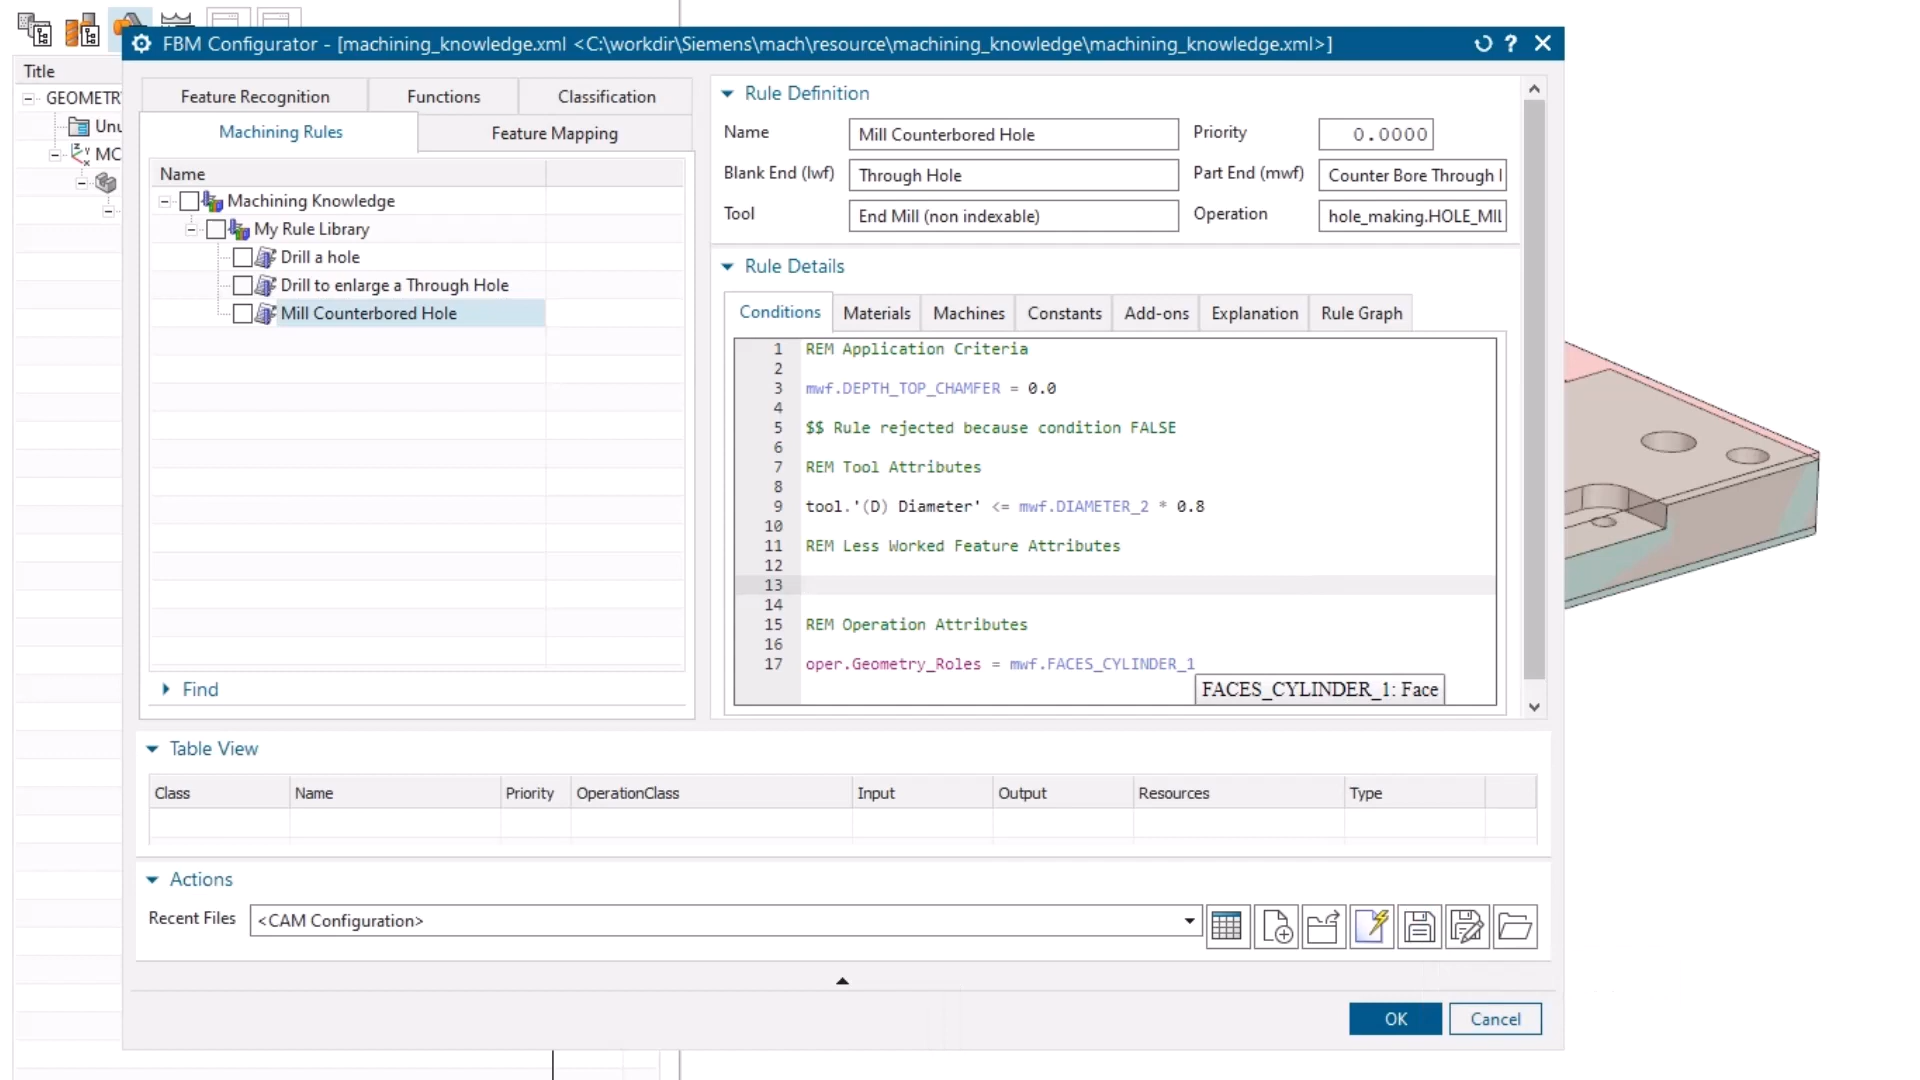 FBM Configurator - [machining_knowledge.xml <C:\workdir\Siemens\mach\resource\machining_knowledge\machining_knowledge.xml>]
Title
GEOMETR
Unu
MC
Feature Recognition
Functions
Classification
Machining Rules
Feature Mapping
Name
Machining Knowledge
My Rule Library
Drill a hole
Drill to enlarge a Through Hole
Mill Counterbored Hole
Find
Rule Definition
Name
Mill Counterbored Hole
Priority
0.0000
Blank End (lwf)
Through Hole
Part End (mwf)
Counter Bore Through
Tool
End Mill (non indexable)
Operation
hole_making.HOLE_MIL
Rule Details
Conditions
Materials
Machines
Constants
Add-ons
Explanation
Rule Graph
1 REM Application Criteria
2
3 mwf.DEPTH_TOP_CHAMFER = 0.0
4
5 $$ Rule rejected because condition FALSE
6
7 REM Tool Attributes
8
9 tool.'(D) Diameter' <= mwf.DIAMETER_2 * 0.8
10
11 REM Less Worked Feature Attributes
12
13
14
15 REM Operation Attributes
16
17 oper.Geometry_Roles = mwf.FACES_CYLINDER_1
FACES_CYLINDER_1: Face
Table View
Class
Name
Priority
OperationClass
Input
Output
Resources
Type
Actions
Recent Files
<CAM Configuration>
OK
Cancel